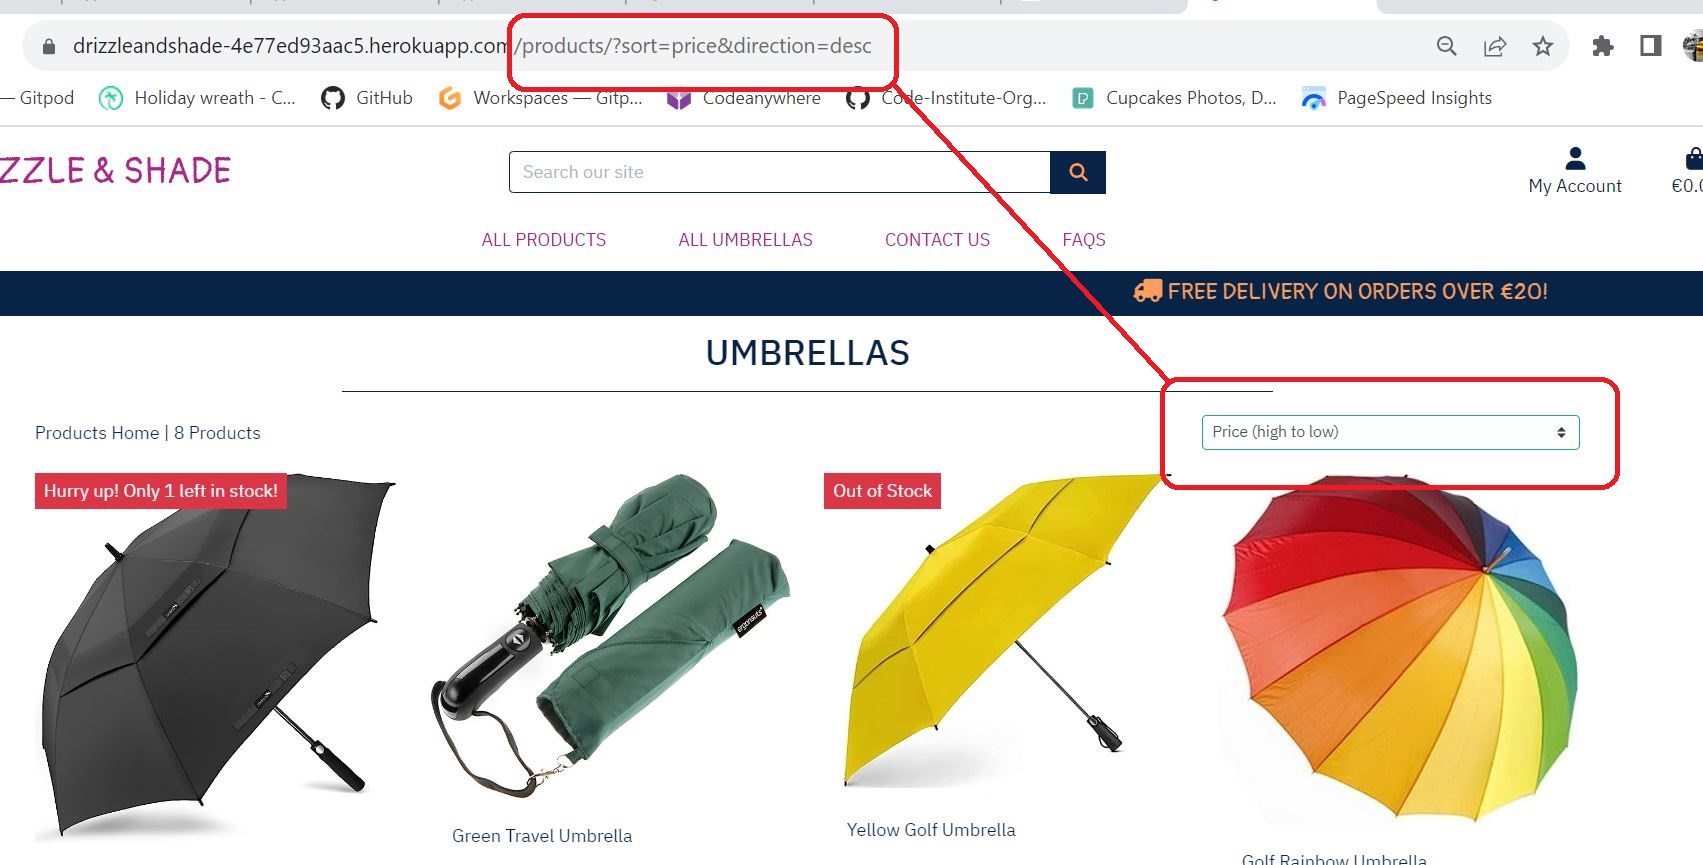 drizzleandshade-4e77ed93aac5.herokuapp.com/products/?sort=price&direction=desc
— Gitpod Holiday wreath - C... GitHub Workspaces — Gitp... Codeanywhere Code-Institute-Org... Cupcakes Photos, D... PageSpeed Insights
ZZLE & SHADE
Search our site
My Account
€0.0
ALL PRODUCTS ALL UMBRELLAS CONTACT US FAQS
FREE DELIVERY ON ORDERS OVER €20!
UMBRELLAS
Products Home | 8 Products
Price (high to low)
Hurry up! Only 1 left in stock!
Out of Stock
ergonauts
Green Travel Umbrella
Yellow Golf Umbrella
Golf Rainbow Umbrella